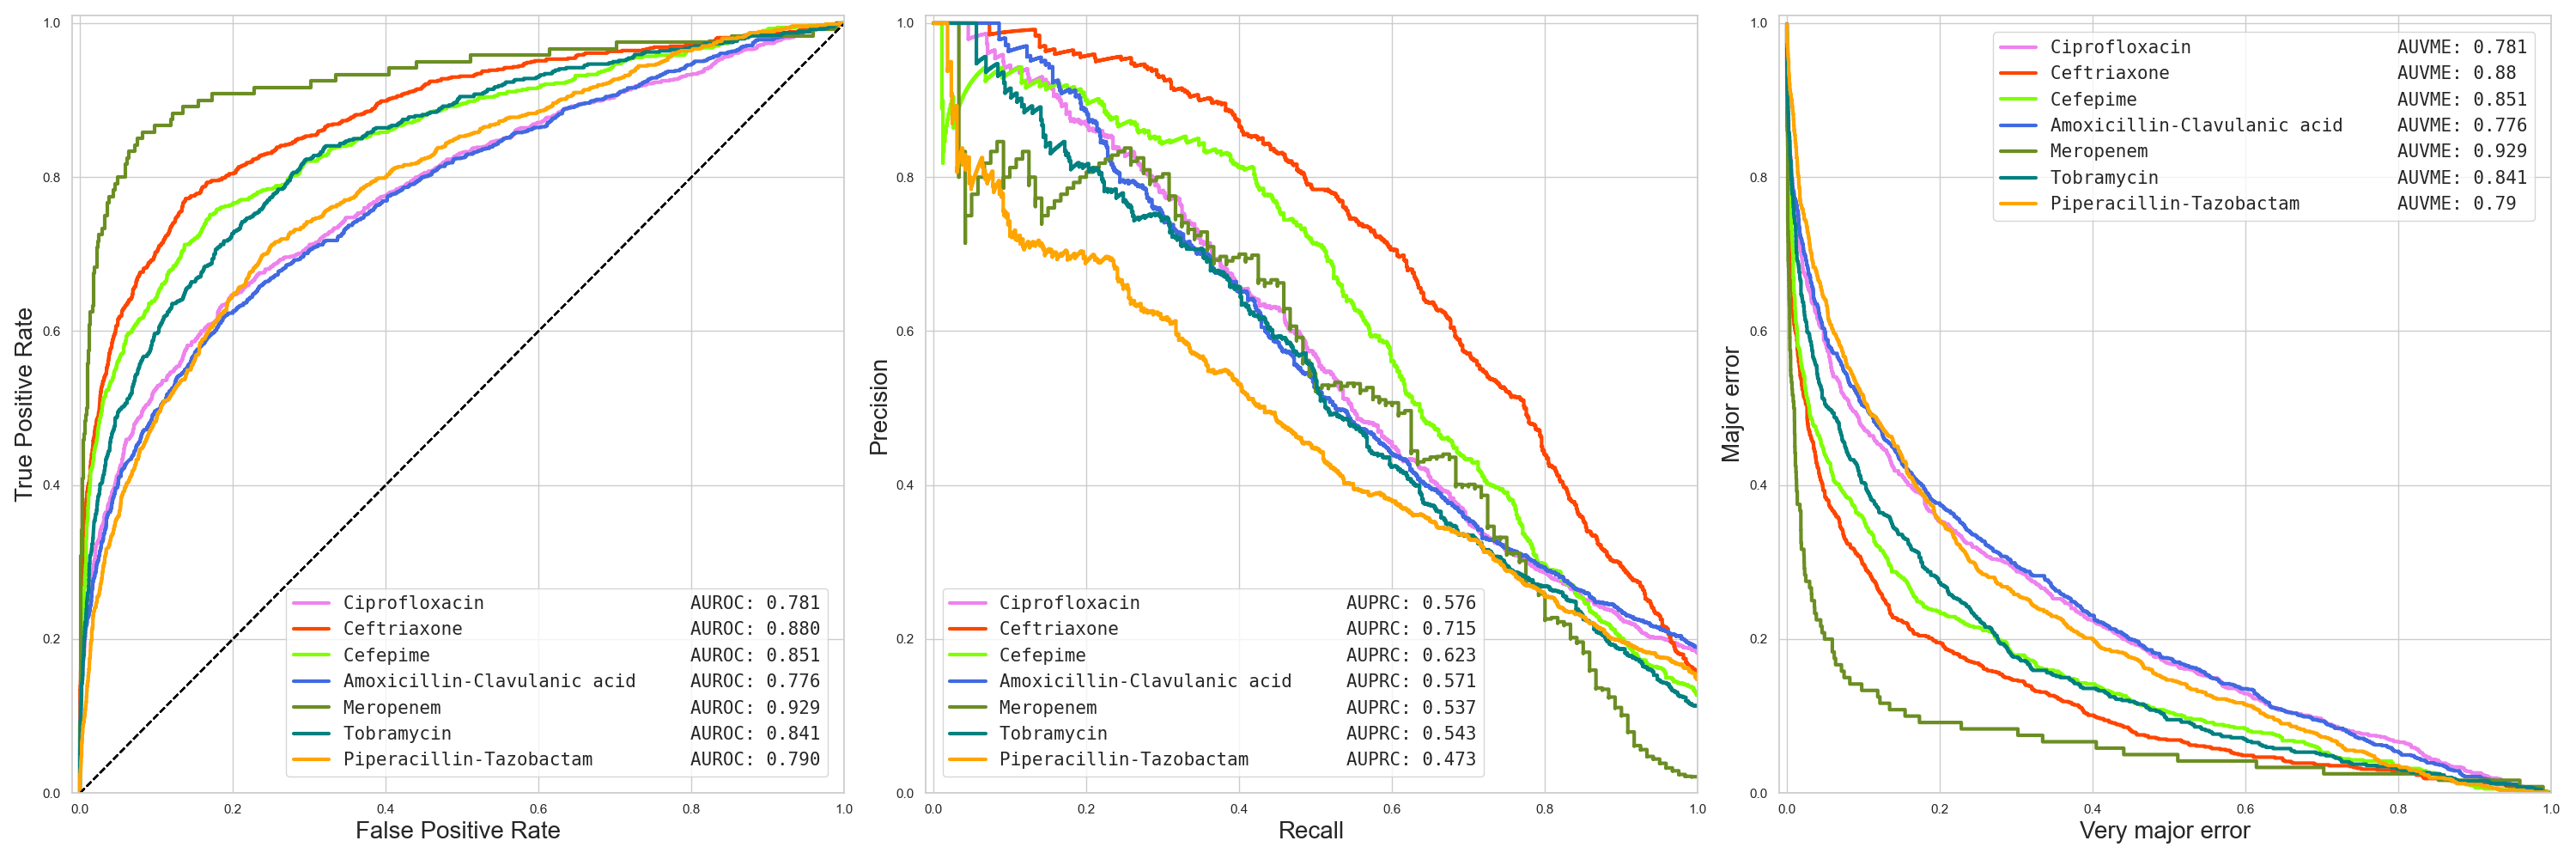 1.0
0.8
0.6
0.4
0.2
0.0
True Positive Rate
0.0 0.2 0.4 0.6 0.8 1.0
False Positive Rate
Ciprofloxacin AUROC: 0.781
Ceftriaxone AUROC: 0.880
Cefepime AUROC: 0.851
Amoxicillin-Clavulanic acid AUROC: 0.776
Meropenem AUROC: 0.929
Tobramycin AUROC: 0.841
Piperacillin-Tazobactam AUROC: 0.790
1.0
0.8
0.6
0.4
0.2
0.0
Precision
0.0 0.2 0.4 0.6 0.8 1.0
Recall
Ciprofloxacin AUPRC: 0.576
Ceftriaxone AUPRC: 0.715
Cefepime AUPRC: 0.623
Amoxicillin-Clavulanic acid AUPRC: 0.571
Meropenem AUPRC: 0.537
Tobramycin AUPRC: 0.543
Piperacillin-Tazobactam AUPRC: 0.473
1.0
0.8
0.6
0.4
0.2
0.0
Major error
0.0 0.2 0.4 0.6 0.8 1.0
Very major error
Ciprofloxacin AUVME: 0.781
Ceftriaxone AUVME: 0.88
Cefepime AUVME: 0.851
Amoxicillin-Clavulanic acid AUVME: 0.776
Meropenem AUVME: 0.929
Tobramycin AUVME: 0.841
Piperacillin-Tazobactam AUVME: 0.79